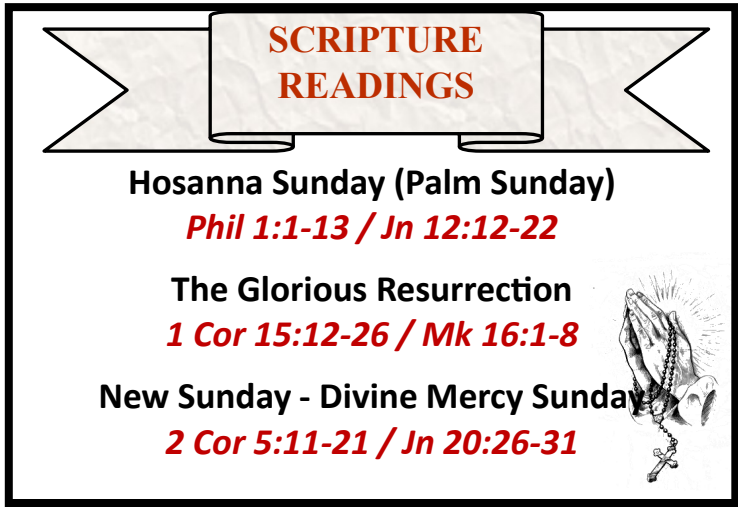 SCRIPTURE
READINGS
Hosanna Sunday (Palm Sunday)
Phil 1:1-13 / Jn 12:12-22
The Glorious Resurrection
1 Cor 15:12-26 / Mk 16:1-8
New Sunday - Divine Mercy Sunday
2 Cor 5:11-21 / Jn 20:26-31